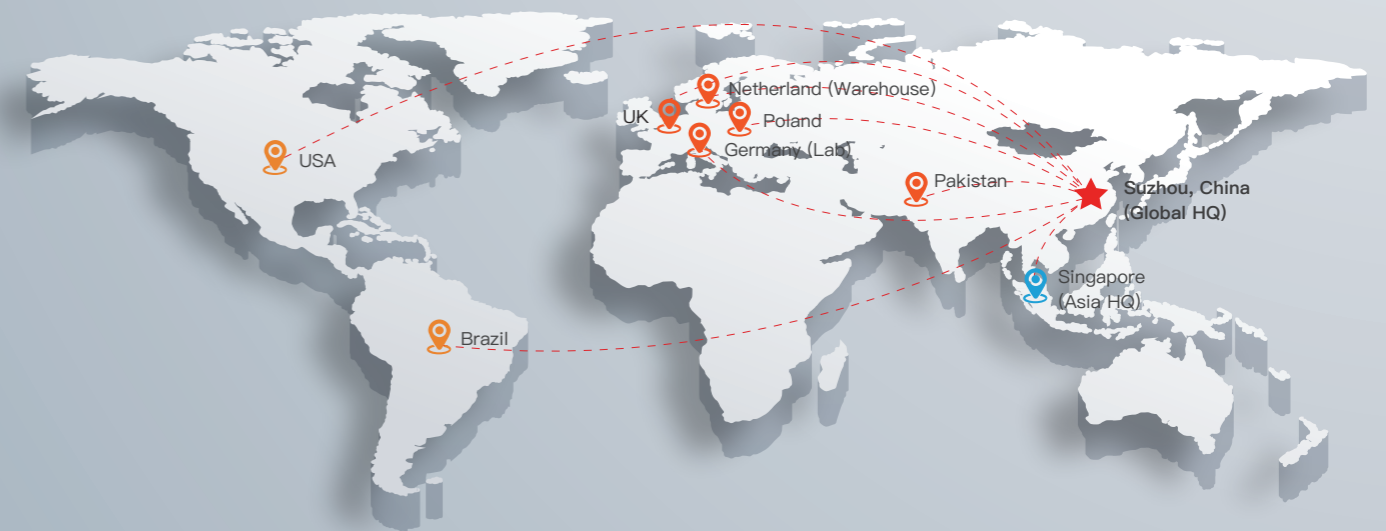 Netherland (Warehouse)
UK
Poland
Germany (Lab)
USA
Pakistan
Suzhou, China
(Global HQ)
Singapore
(Asia HQ)
Brazil